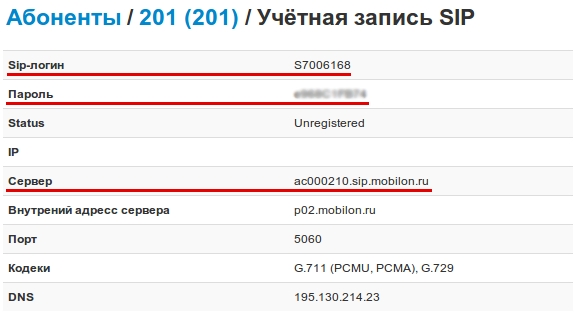 Абоненты / 201 (201) / Учётная запись SIP
Sip-логин S7006168
Пароль
Status Unregistered
IP
Сервер ac000210.sip.mobilon.ru
Внутрений адресс сервера p02.mobilon.ru
Порт 5060
Кодеки G.711 (PCMU, PCMA), G.729
DNS 195.130.214.23